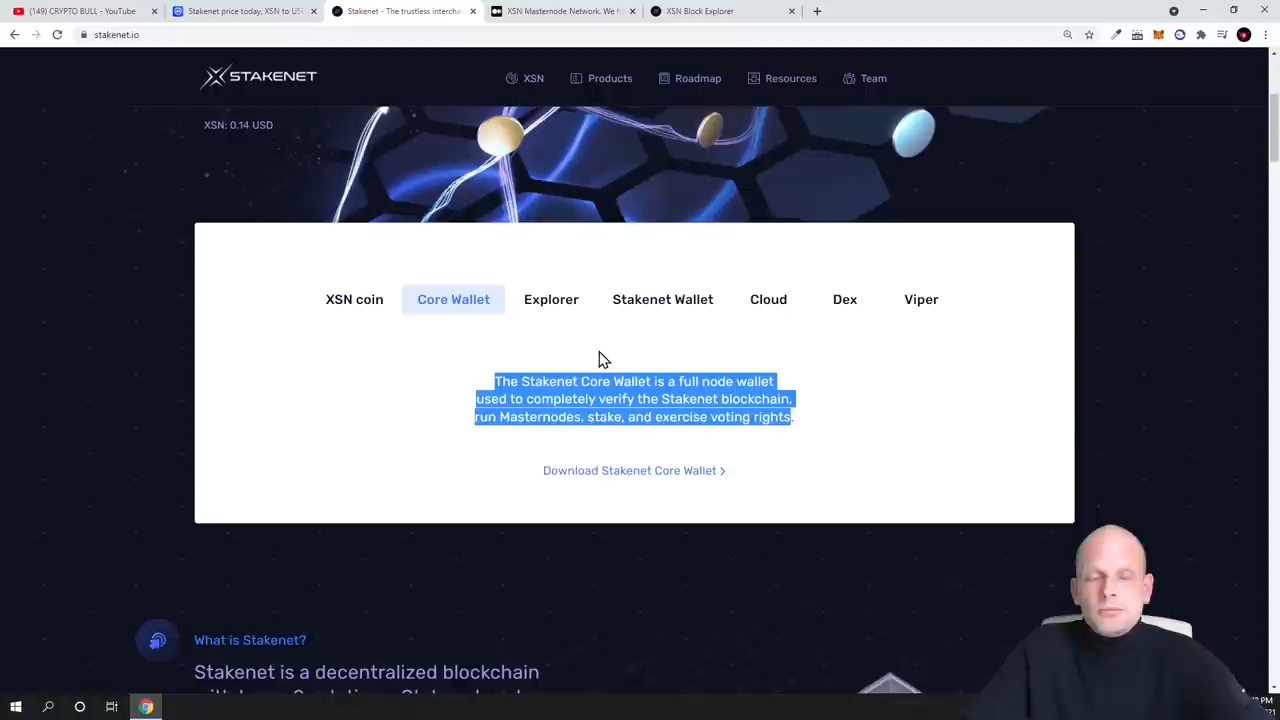 (149) CRYPTO BULL - YouTube
Stakenet price today, XSN to US
Stakenet - The trustless intercha
XSN Masternode Network. We h
XSN Block Explorer
stakenet.io
STAKENET
XSN
Products
Roadmap
Resources
Team
XSN: 0.14 USD
XSN coin
Core Wallet
Explorer
Stakenet Wallet
Cloud
Dex
Viper
The Stakenet Core Wallet is a full node wallet
used to completely verify the Stakenet blockchain,
run Masternodes, stake, and exercise voting rights.
Download Stakenet Core Wallet >
What is Stakenet?
Stakenet is a decentralized blockchain
PM